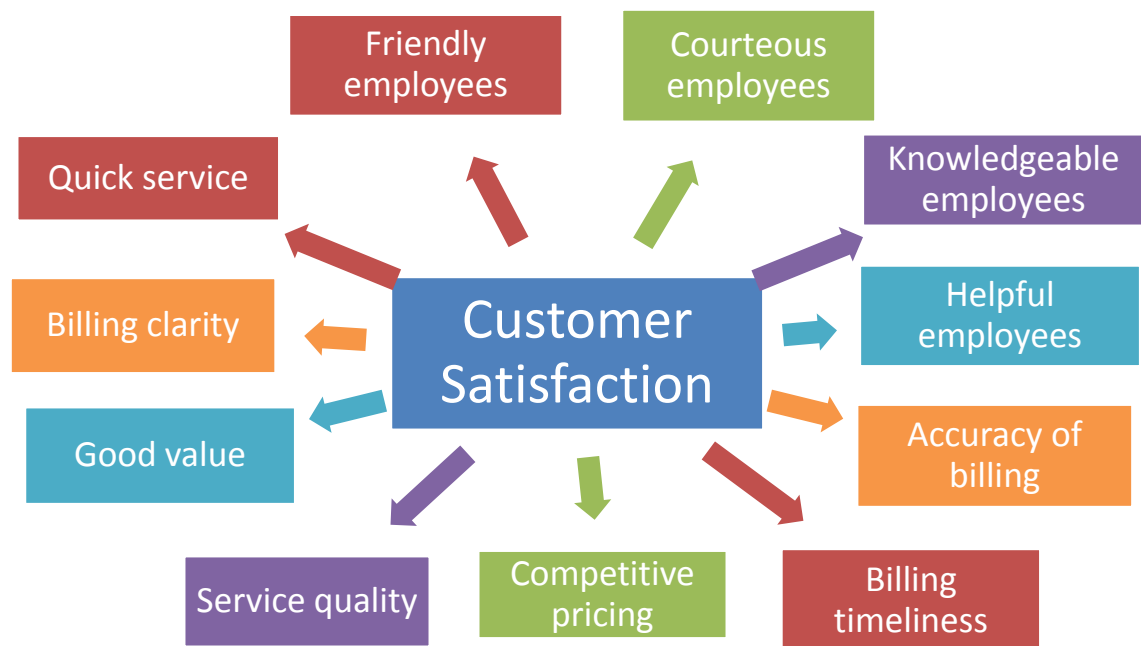 Friendly
employees
Courteous
employees
Quick service
Knowledgeable
employees
Billing clarity
Customer
Satisfaction
Helpful
employees
Good value
Accuracy of
billing
Service quality
Competitive
pricing
Billing
timeliness